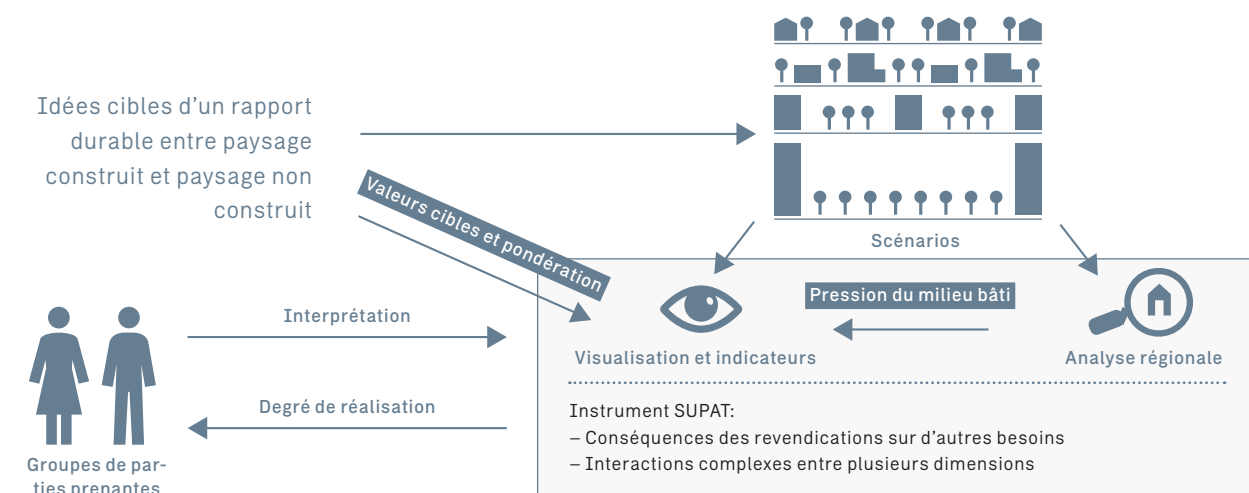 Idées cibles d’un rapport
durable entre paysage
construit et paysage non
construit
Valeurs cibles et pondération
Scénarios
Pression du milieu bâti
Interprétation
Visualisation et indicateurs
Analyse régionale
Degré de réalisation
Instrument SUPAT:
– Conséquences des revendications sur d’autres besoins
– Interactions complexes entre plusieurs dimensions
Groupes de par-
ties prenantes